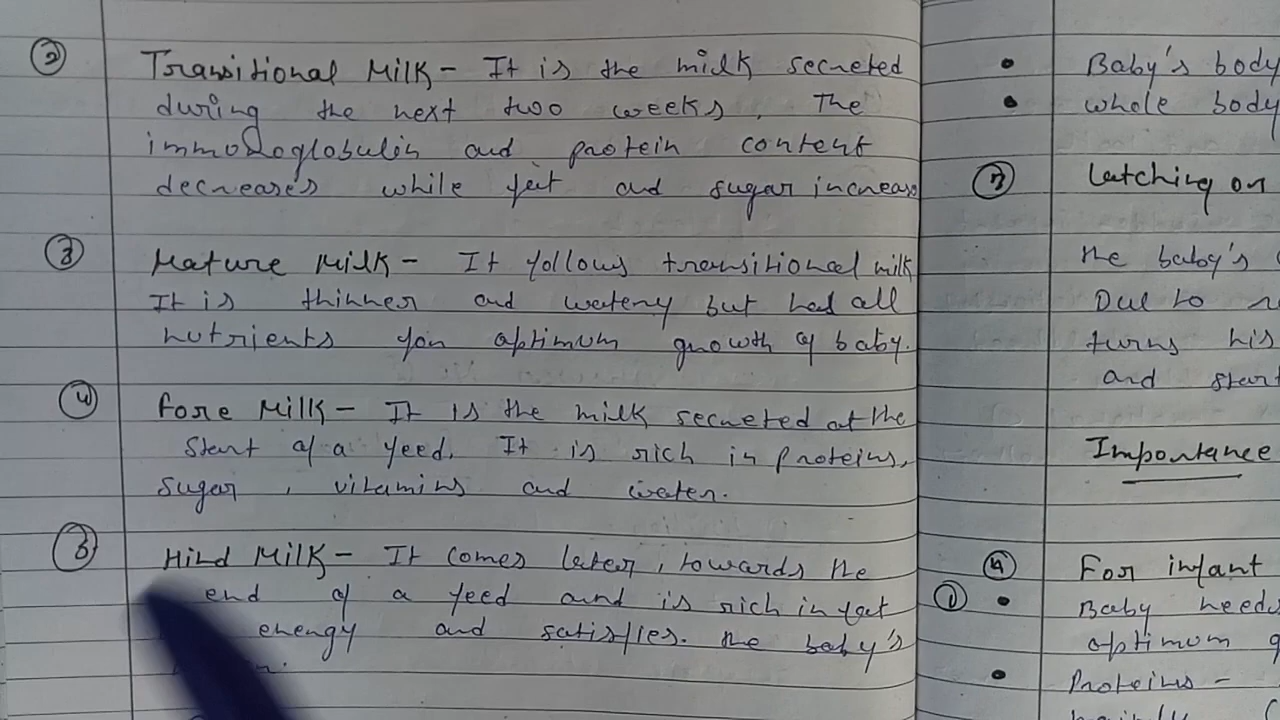 ② Transitional Milk - It is the milk secreted
during the next two weeks. The
immunoglobulin and protein content
decreases while fat and sugar increase
③ Mature Milk - It follows transitional milk
It is thinner and watery but had all
nutrients for optimum growth of baby.
④ Fore Milk - It is the milk secreted at the
start of a feed. It is rich in proteins,
sugar, vitamins and water.
⑤ Hind Milk - It comes later, towards the
end of a feed and is rich in fat
energy and satisfies. the baby's
• Baby's body
• whole body
Latching on
the baby's
Due to
turns his
and start
Importance
④ For infant
① • Baby needs
optimum
• Proteins -